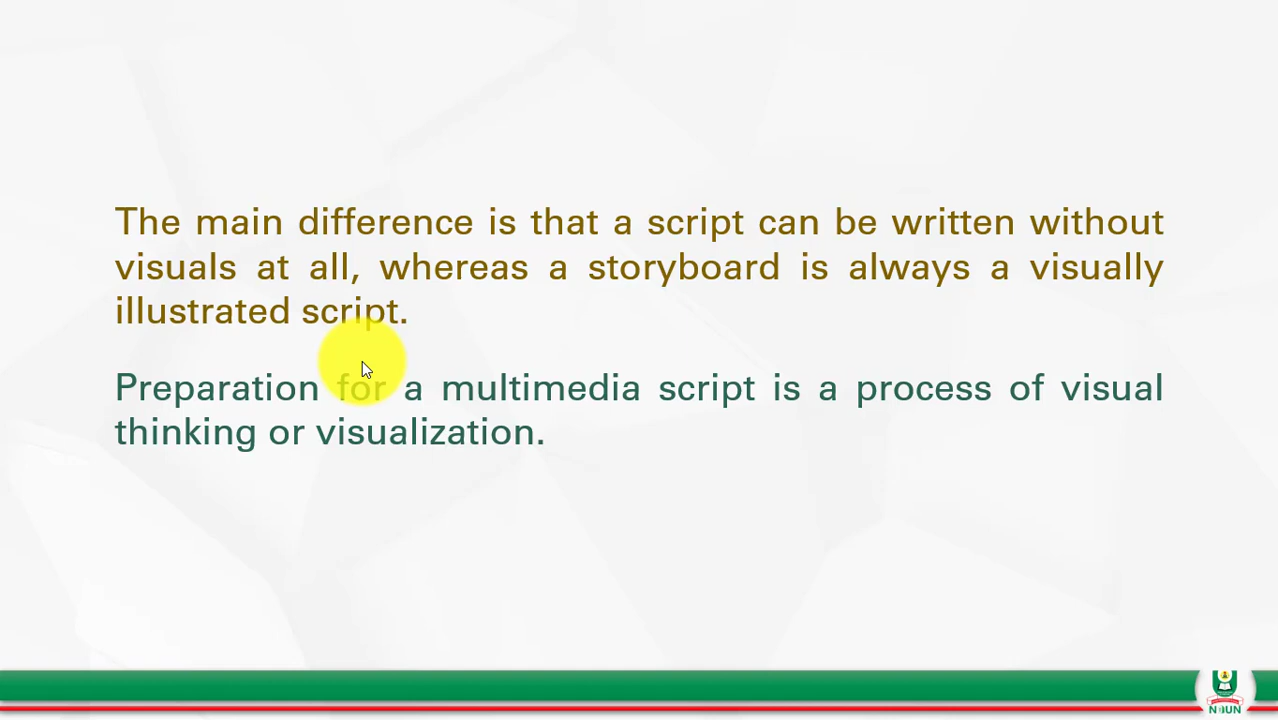 The main difference is that a script can be written without
visuals at all, whereas a storyboard is always a visually
illustrated script.
Preparation for a multimedia script is a process of visual
thinking or visualization.
NOUN